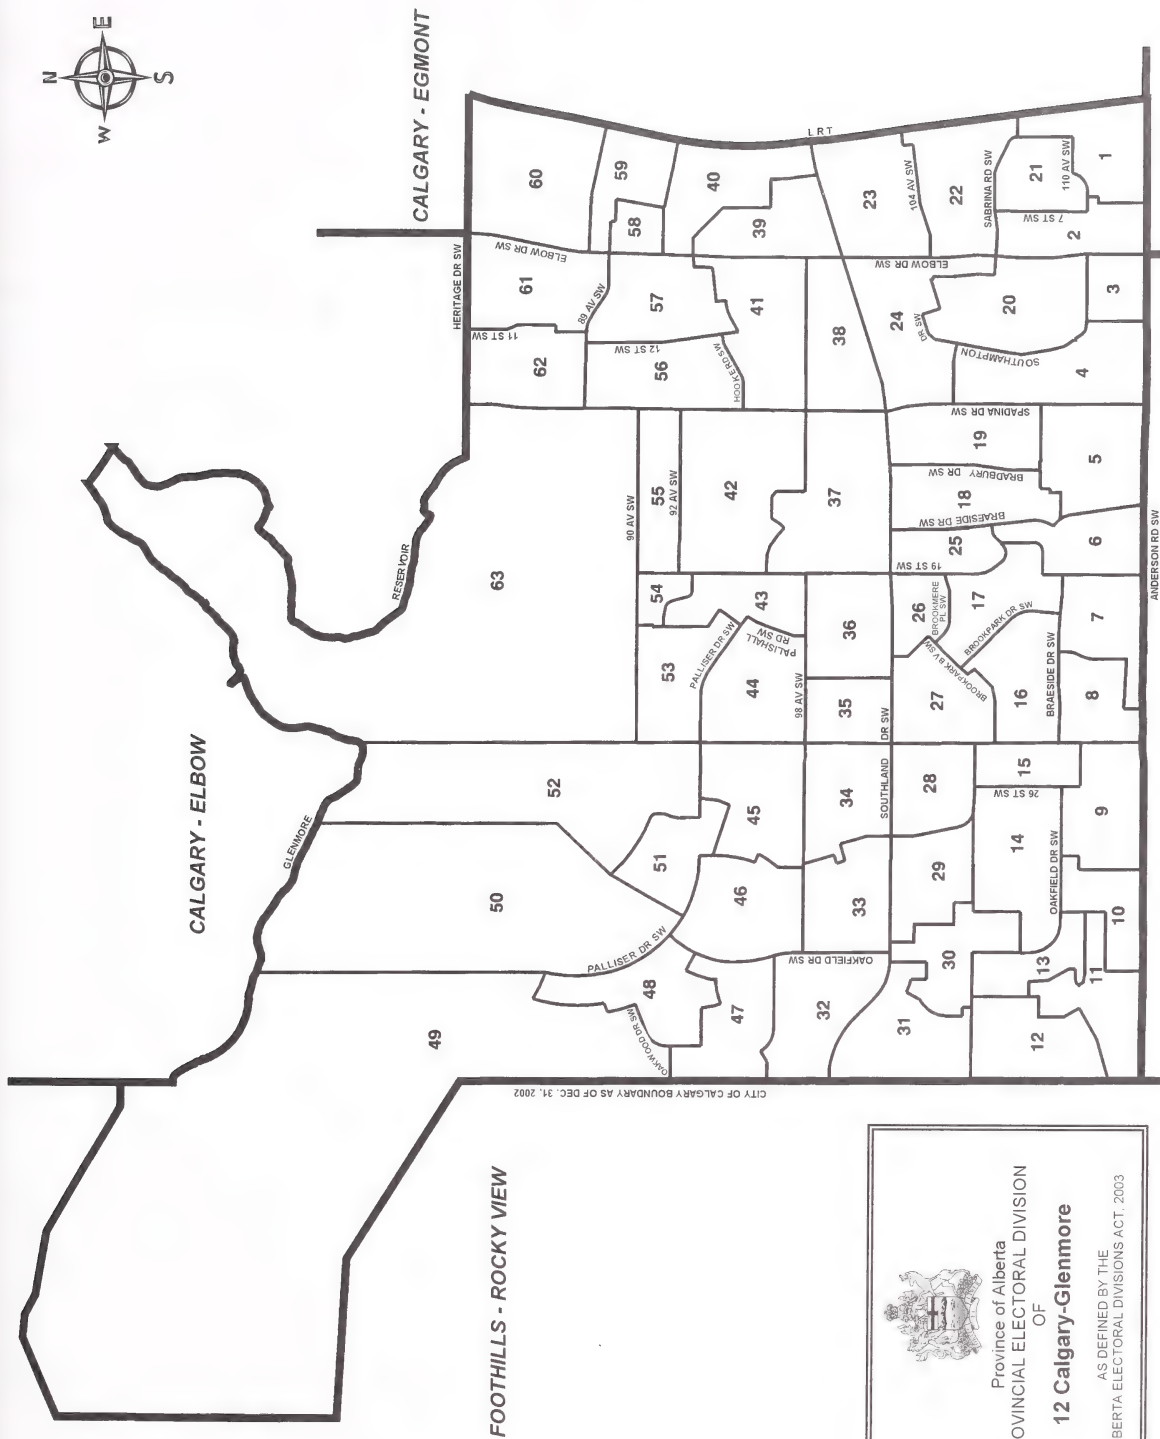 N
E
S
W
CALGARY - EGMONT
CALGARY - ELBOW
FOOTHILLS - ROCKY VIEW
HERITAGE DR SW
ELBOW DR SW
11 ST SW
89 AV SW
12 ST SW
HOOKE RD SW
LRT
104 AV SW
SABRINA RD SW
7 ST SW
110 AV SW
ELBOW DR SW
SOUTHAMPTON
DR SW
SPADINA DR SW
BRADBURY DR SW
BRAESIDE DR SW
19 ST SW
BROOKMERE
PL SW
BROOKPARK DR SW
BROOKPARK BV SW
BRAESIDE DR SW
ANDERSON RD SW
RESERVOIR
GLENMORE
90 AV SW
92 AV SW
PALLISER DR SW
PALISHALL
RD SW
98 AV SW
SOUTHLAND
DR SW
26 ST SW
OAKFIELD DR SW
PALLISER DR SW
OAKFIELD DR SW
OAKWOOD DR SW
CITY OF CALGARY BOUNDARY AS OF DEC. 31, 2002
60
59
58
40
39
23
22
21
1
2
61
57
41
38
24
20
3
62
56
4
63
55
42
37
19
18
5
25
6
54
43
36
26
17
7
53
44
35
27
16
8
52
45
34
28
15
9
51
50
46
33
29
14
10
49
48
47
32
31
30
13
11
12
Province of Alberta
OVINCIAL ELECTORAL DIVISION
OF
12 Calgary-Glenmore
AS DEFINED BY THE
BERTA ELECTORAL DIVISIONS ACT, 2003